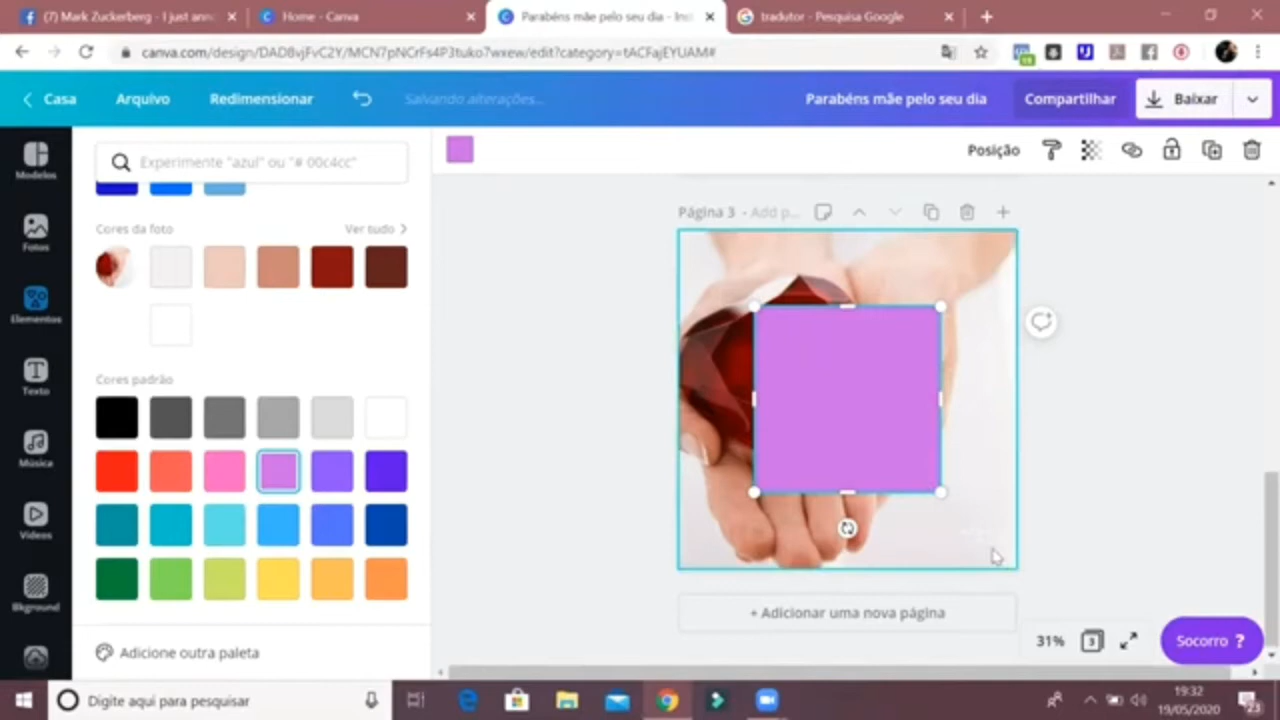 (7) Mark Zuckerberg - I just ann
Home - Canva
Parabéns mãe pelo seu dia - Ins
tradutor - Pesquisa Google
canva.com/design/DAD8vjFvC2Y/MCN7pNCrFs4P3tuko7wxew/edit?category=tACFajEYUAM#
Casa
Arquivo
Redimensionar
Salvando alterações...
Parabéns mãe pelo seu dia
Compartilhar
Baixar
Modelos
Fotos
Elementos
Texto
Música
Vídeos
Bkground
Experimente "azul" ou "# 00c4cc"
Cores da foto
Ver tudo
Cores padrão
Adicione outra paleta
Posição
Página 3 - Add p...
+ Adicionar uma nova página
31%
3
Socorro ?
Digite aqui para pesquisar
19:32
19/05/2020
23